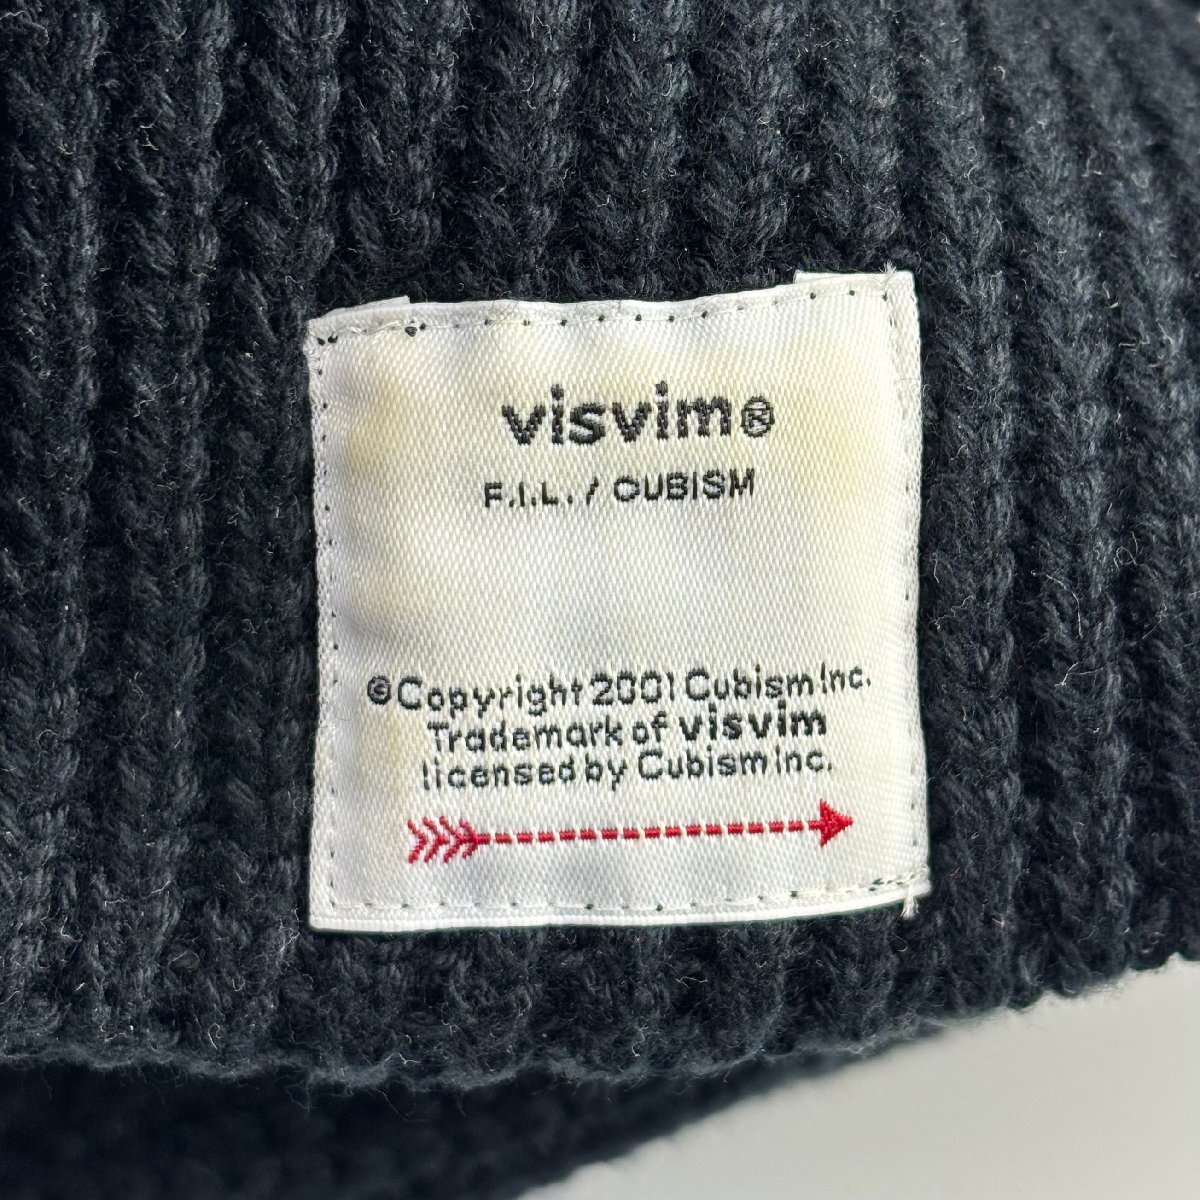 visvim®
F.I.L. / CUBISM
©Copyright 2001 Cubism Inc.
Trademark of visvim
licensed by Cubism inc.